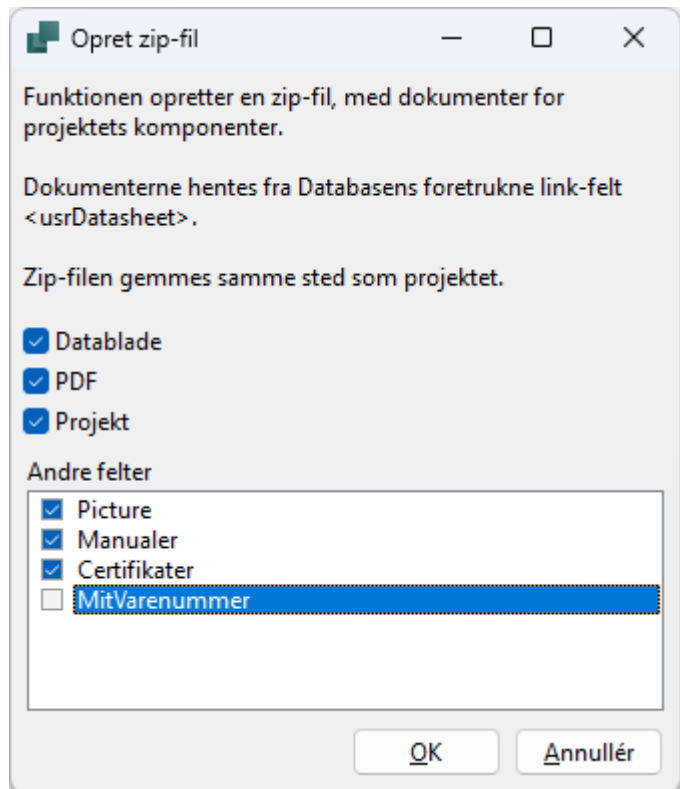 Opret zip-fil
Funktionen opretter en zip-fil, med dokumenter for
projektets komponenter.
Dokumenterne hentes fra Databasens foretrukne link-felt
<usrDatasheet>.
Zip-filen gemmes samme sted som projektet.
Datablade
PDF
Projekt
Andre felter
Picture
Manualer
Certifikater
MitVarenummer
OK
Annullér